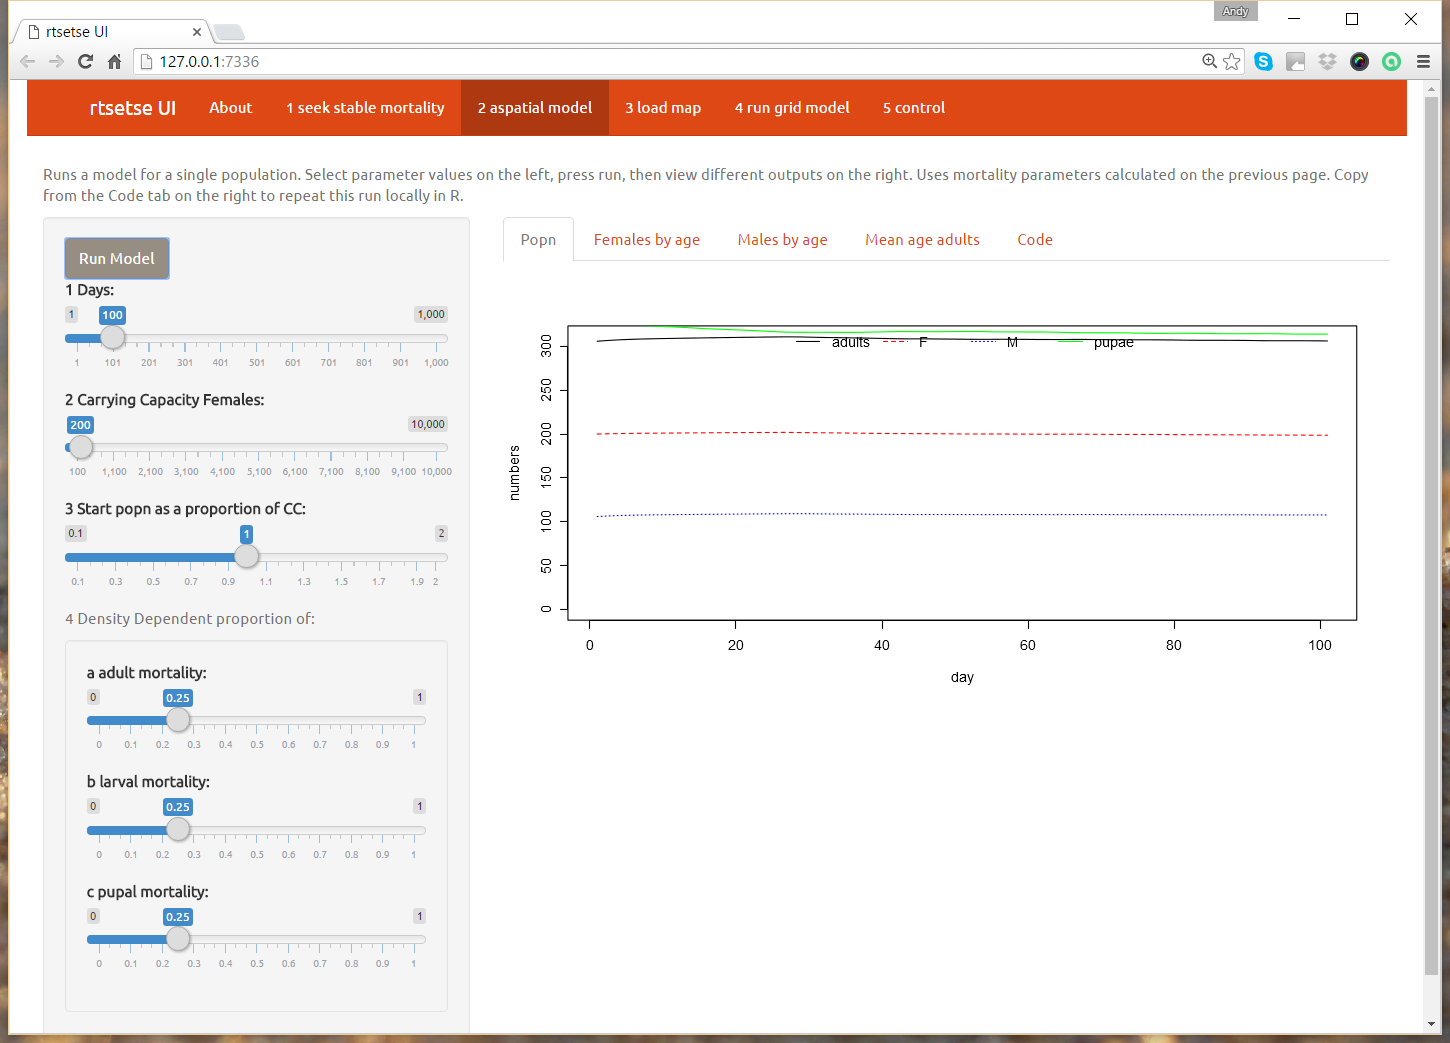 Andy
rtsetse UI
127.0.0.1:7336
rtsetse UI About 1 seek stable mortality 2 aspatial model 3 load map 4 run grid model 5 control
Runs a model for a single population. Select parameter values on the left, press run, then view different outputs on the right. Uses mortality parameters calculated on the previous page. Copy
from the Code tab on the right to repeat this run locally in R.
Run Model
1 Days:
1 100 1,000
1 101 201 301 401 501 601 701 801 901 1,000
2 Carrying Capacity Females:
200 10,000
100 1,100 2,100 3,100 4,100 5,100 6,100 7,100 8,100 9,100 10,000
3 Start popn as a proportion of CC:
0.1 1 2
0.1 0.3 0.5 0.7 0.9 1.1 1.3 1.5 1.7 1.9 2
4 Density Dependent proportion of:
a adult mortality:
0 0.25 1
0 0.1 0.2 0.3 0.4 0.5 0.6 0.7 0.8 0.9 1
b larval mortality:
0 0.25 1
0 0.1 0.2 0.3 0.4 0.5 0.6 0.7 0.8 0.9 1
c pupal mortality:
0 0.25 1
0 0.1 0.2 0.3 0.4 0.5 0.6 0.7 0.8 0.9 1
Popn Females by age Males by age Mean age adults Code
adults F M pupae
numbers
300
250
200
150
100
50
0
0 20 40 60 80 100
day